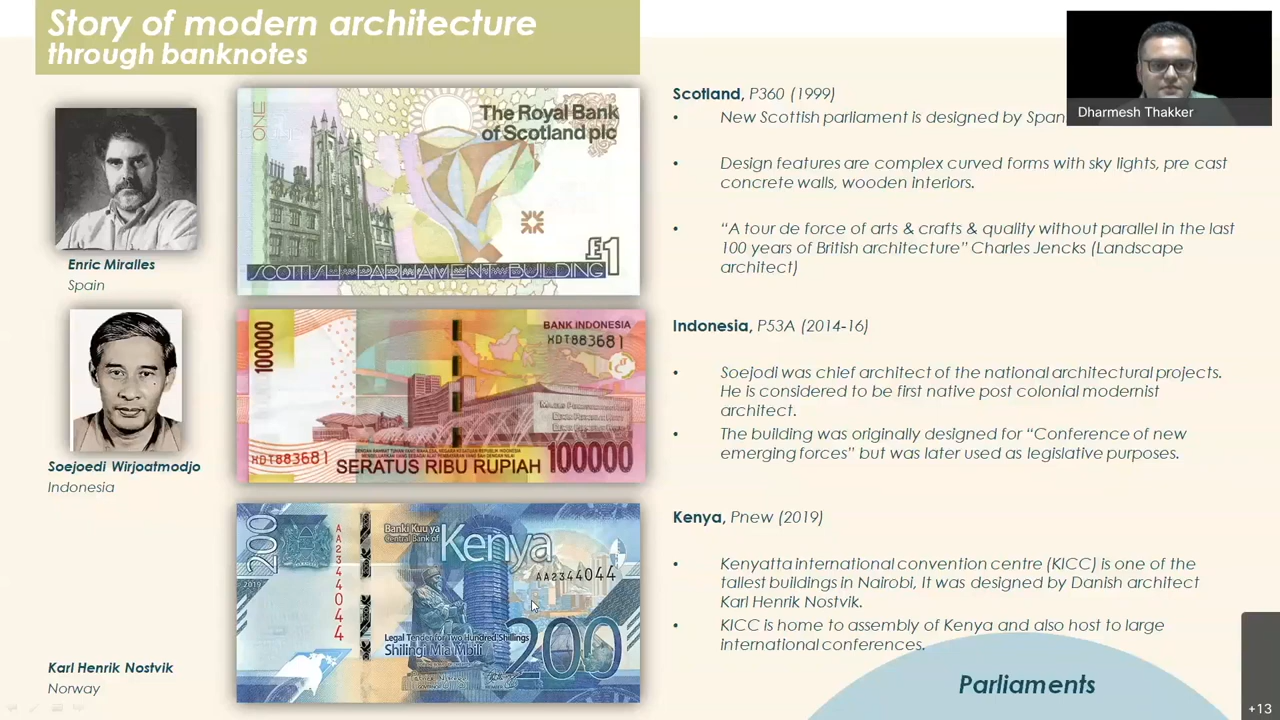 Story of modern architecture
through banknotes
Dharmesh Thakker
Enric Miralles
Spain
ONE
The Royal Bank
of Scotland plc
£1
SCOTTISH PARLIAMENT BUILDING
Scotland, P360 (1999)
• New Scottish parliament is designed by Span
• Design features are complex curved forms with sky lights, pre cast
concrete walls, wooden interiors.
• “A tour de force of arts & crafts & quality without parallel in the last
100 years of British architecture” Charles Jencks (Landscape
architect)
Soejoedi Wirjoatmodjo
Indonesia
100000
BANK INDONESIA
HDT883681
HDT883681
SERATUS RIBU RUPIAH 100000
Indonesia, P53A (2014-16)
• Soejodi was chief architect of the national architectural projects.
He is considered to be first native post colonial modernist
architect.
• The building was originally designed for “Conference of new
emerging forces” but was later used as legislative purposes.
Karl Henrik Nostvik
Norway
200
2019
AA2344044
Banki Kuu ya
Central Bank of
Kenya
AA2344044
Legal Tender for Two Hundred Shillings
Shilingi Mia Mbili
200
Kenya, Pnew (2019)
• Kenyatta international convention centre (KICC) is one of the
tallest buildings in Nairobi. It was designed by Danish architect
Karl Henrik Nostvik.
• KICC is home to assembly of Kenya and also host to large
international conferences.
Parliaments
+13